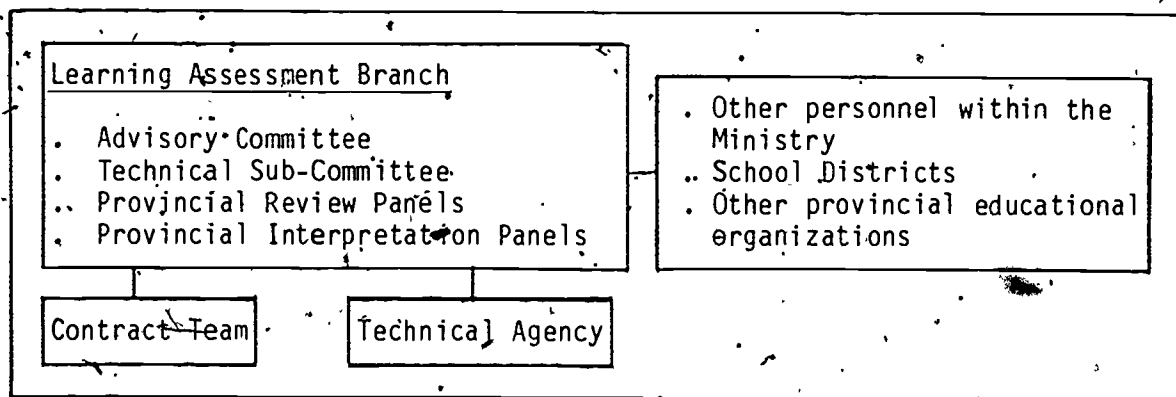 Learning Assessment Branch
. Advisory Committee
. Technical Sub-Committee
. Provincial Review Panels
. Provincial Interpretation Panels
. Other personnel within the
Ministry
. School Districts
. Other provincial educational
organizations
Contract Team
Technical Agency